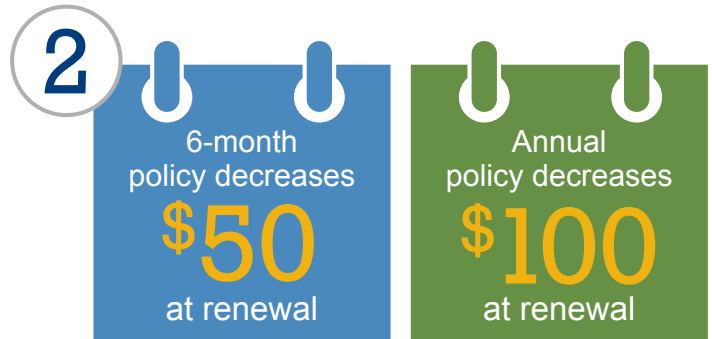 2
6-month
policy decreases
$50
at renewal
Annual
policy decreases
$100
at renewal